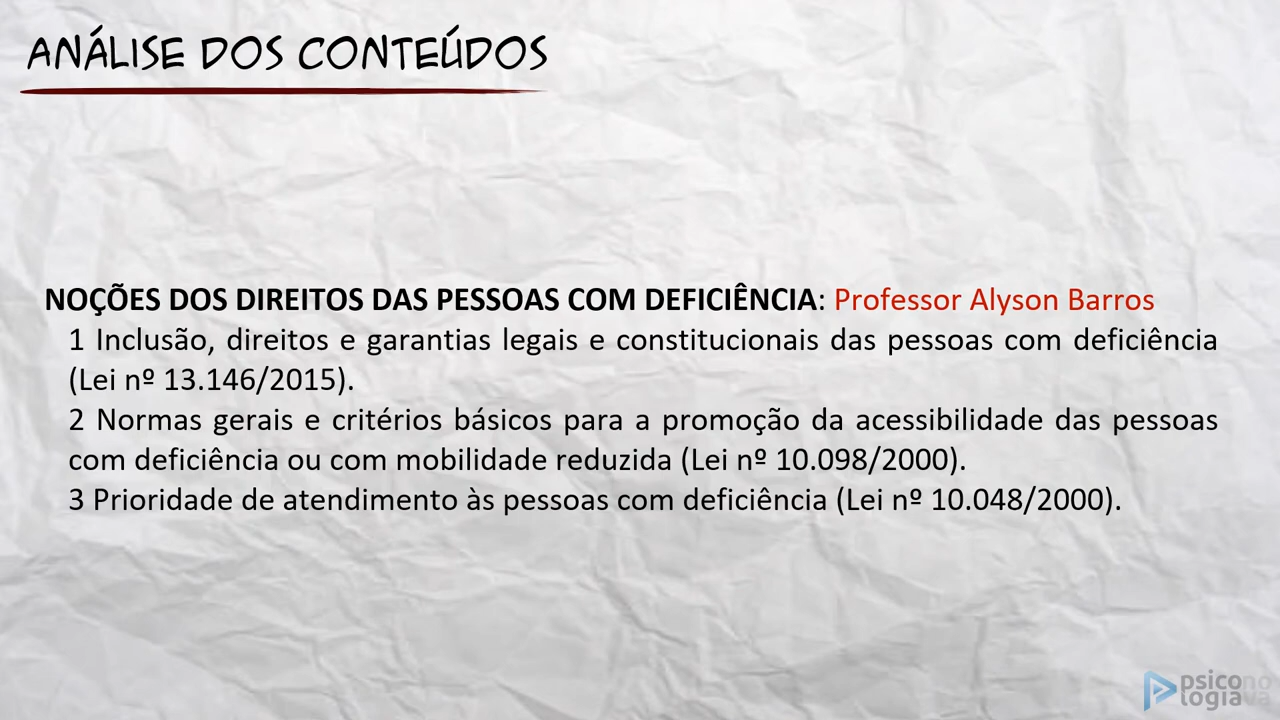 ANÁLISE DOS CONTEÚDOS
NOÇÕES DOS DIREITOS DAS PESSOAS COM DEFICIÊNCIA: Professor Alyson Barros
1 Inclusão, direitos e garantias legais e constitucionais das pessoas com deficiência
(Lei nº 13.146/2015).
2 Normas gerais e critérios básicos para a promoção da acessibilidade das pessoas
com deficiência ou com mobilidade reduzida (Lei nº 10.098/2000).
3 Prioridade de atendimento às pessoas com deficiência (Lei nº 10.048/2000).
psicono
logiava